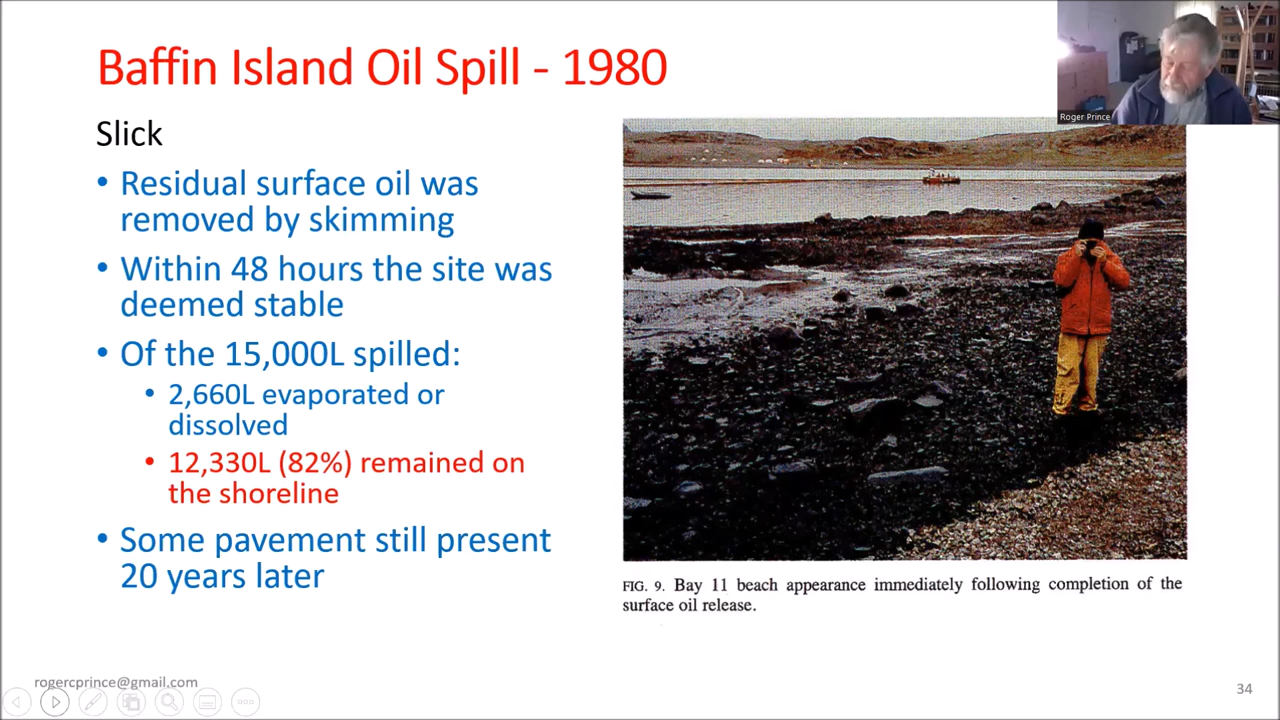 Baffin Island Oil Spill - 1980
Roger Prince
Slick
• Residual surface oil was
removed by skimming
• Within 48 hours the site was
deemed stable
• Of the 15,000L spilled:
• 2,660L evaporated or
dissolved
• 12,330L (82%) remained on
the shoreline
• Some pavement still present
20 years later
FIG. 9. Bay 11 beach appearance immediately following completion of the
surface oil release.
rogercprince@gmail.com
34